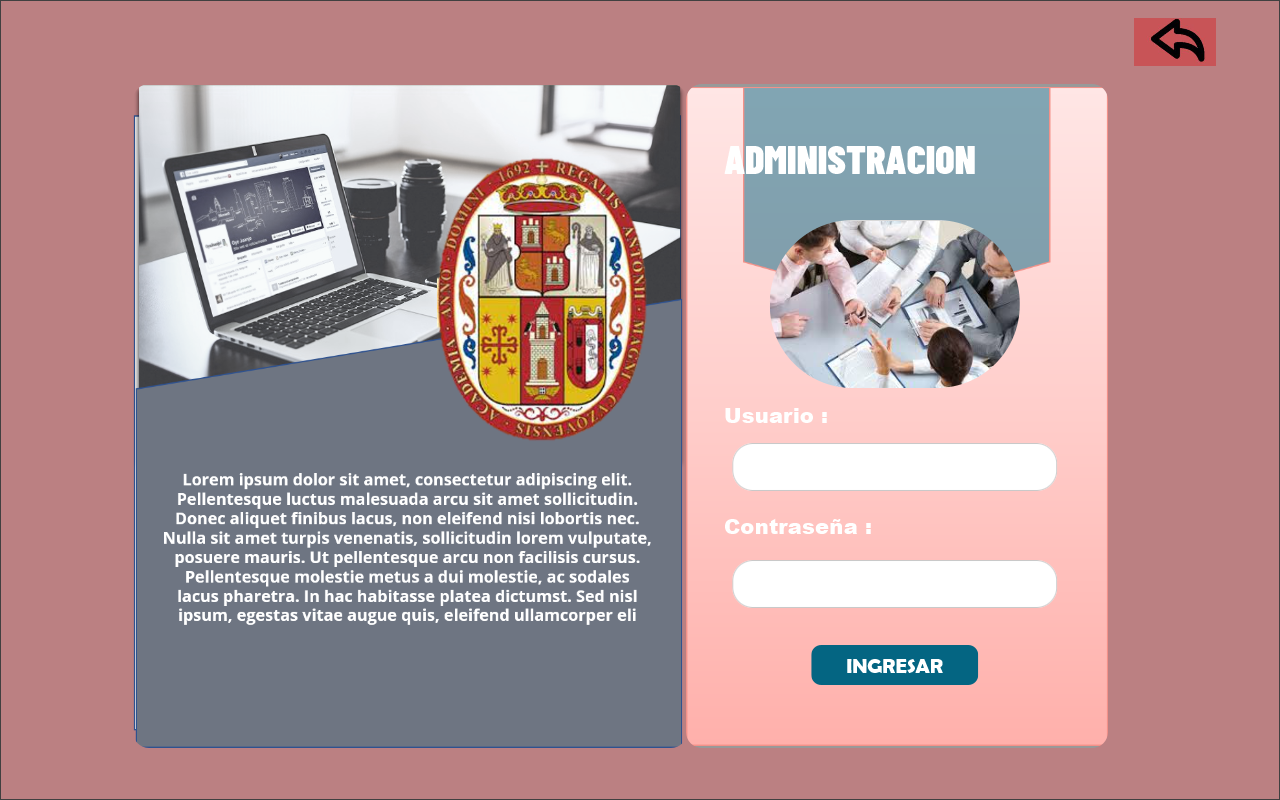 ADMINISTRACION
ACADEMIA · ANNO · DOMINI · 1692 ✝ REGALIS · ANTONII · MAGNI · CVZQVENSIS
Lorem ipsum dolor sit amet, consectetur adipiscing elit.
Pellentesque luctus malesuada arcu sit amet sollicitudin.
Donec aliquet finibus lacus, non eleifend nisi lobortis nec.
Nulla sit amet turpis venenatis, sollicitudin lorem vulputate,
posuere mauris. Ut pellentesque arcu non facilisis cursus.
Pellentesque molestie metus a dui molestie, ac sodales
lacus pharetra. In hac habitasse platea dictumst. Sed nisl
ipsum, egestas vitae augue quis, eleifend ullamcorper eli
Usuario :
Contraseña :
INGRESAR